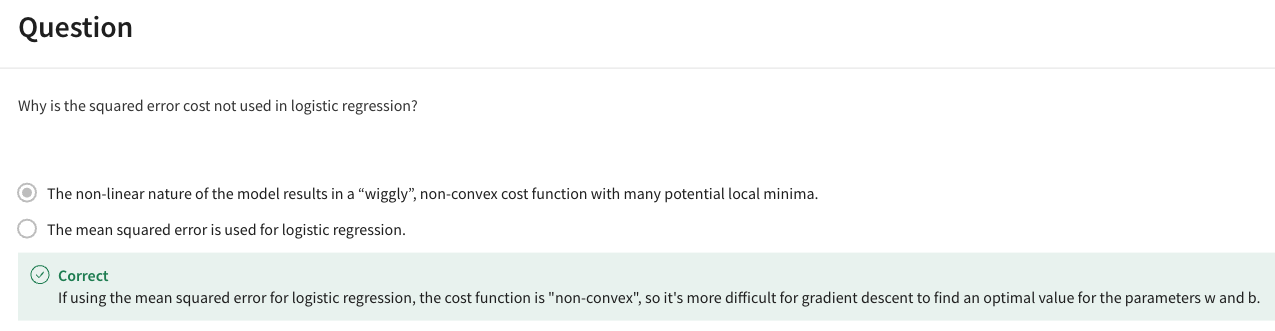 Question
Why is the squared error cost not used in logistic regression?
The non-linear nature of the model results in a “wiggly”, non-convex cost function with many potential local minima.
The mean squared error is used for logistic regression.
Correct
If using the mean squared error for logistic regression, the cost function is "non-convex", so it's more difficult for gradient descent to find an optimal value for the parameters w and b.